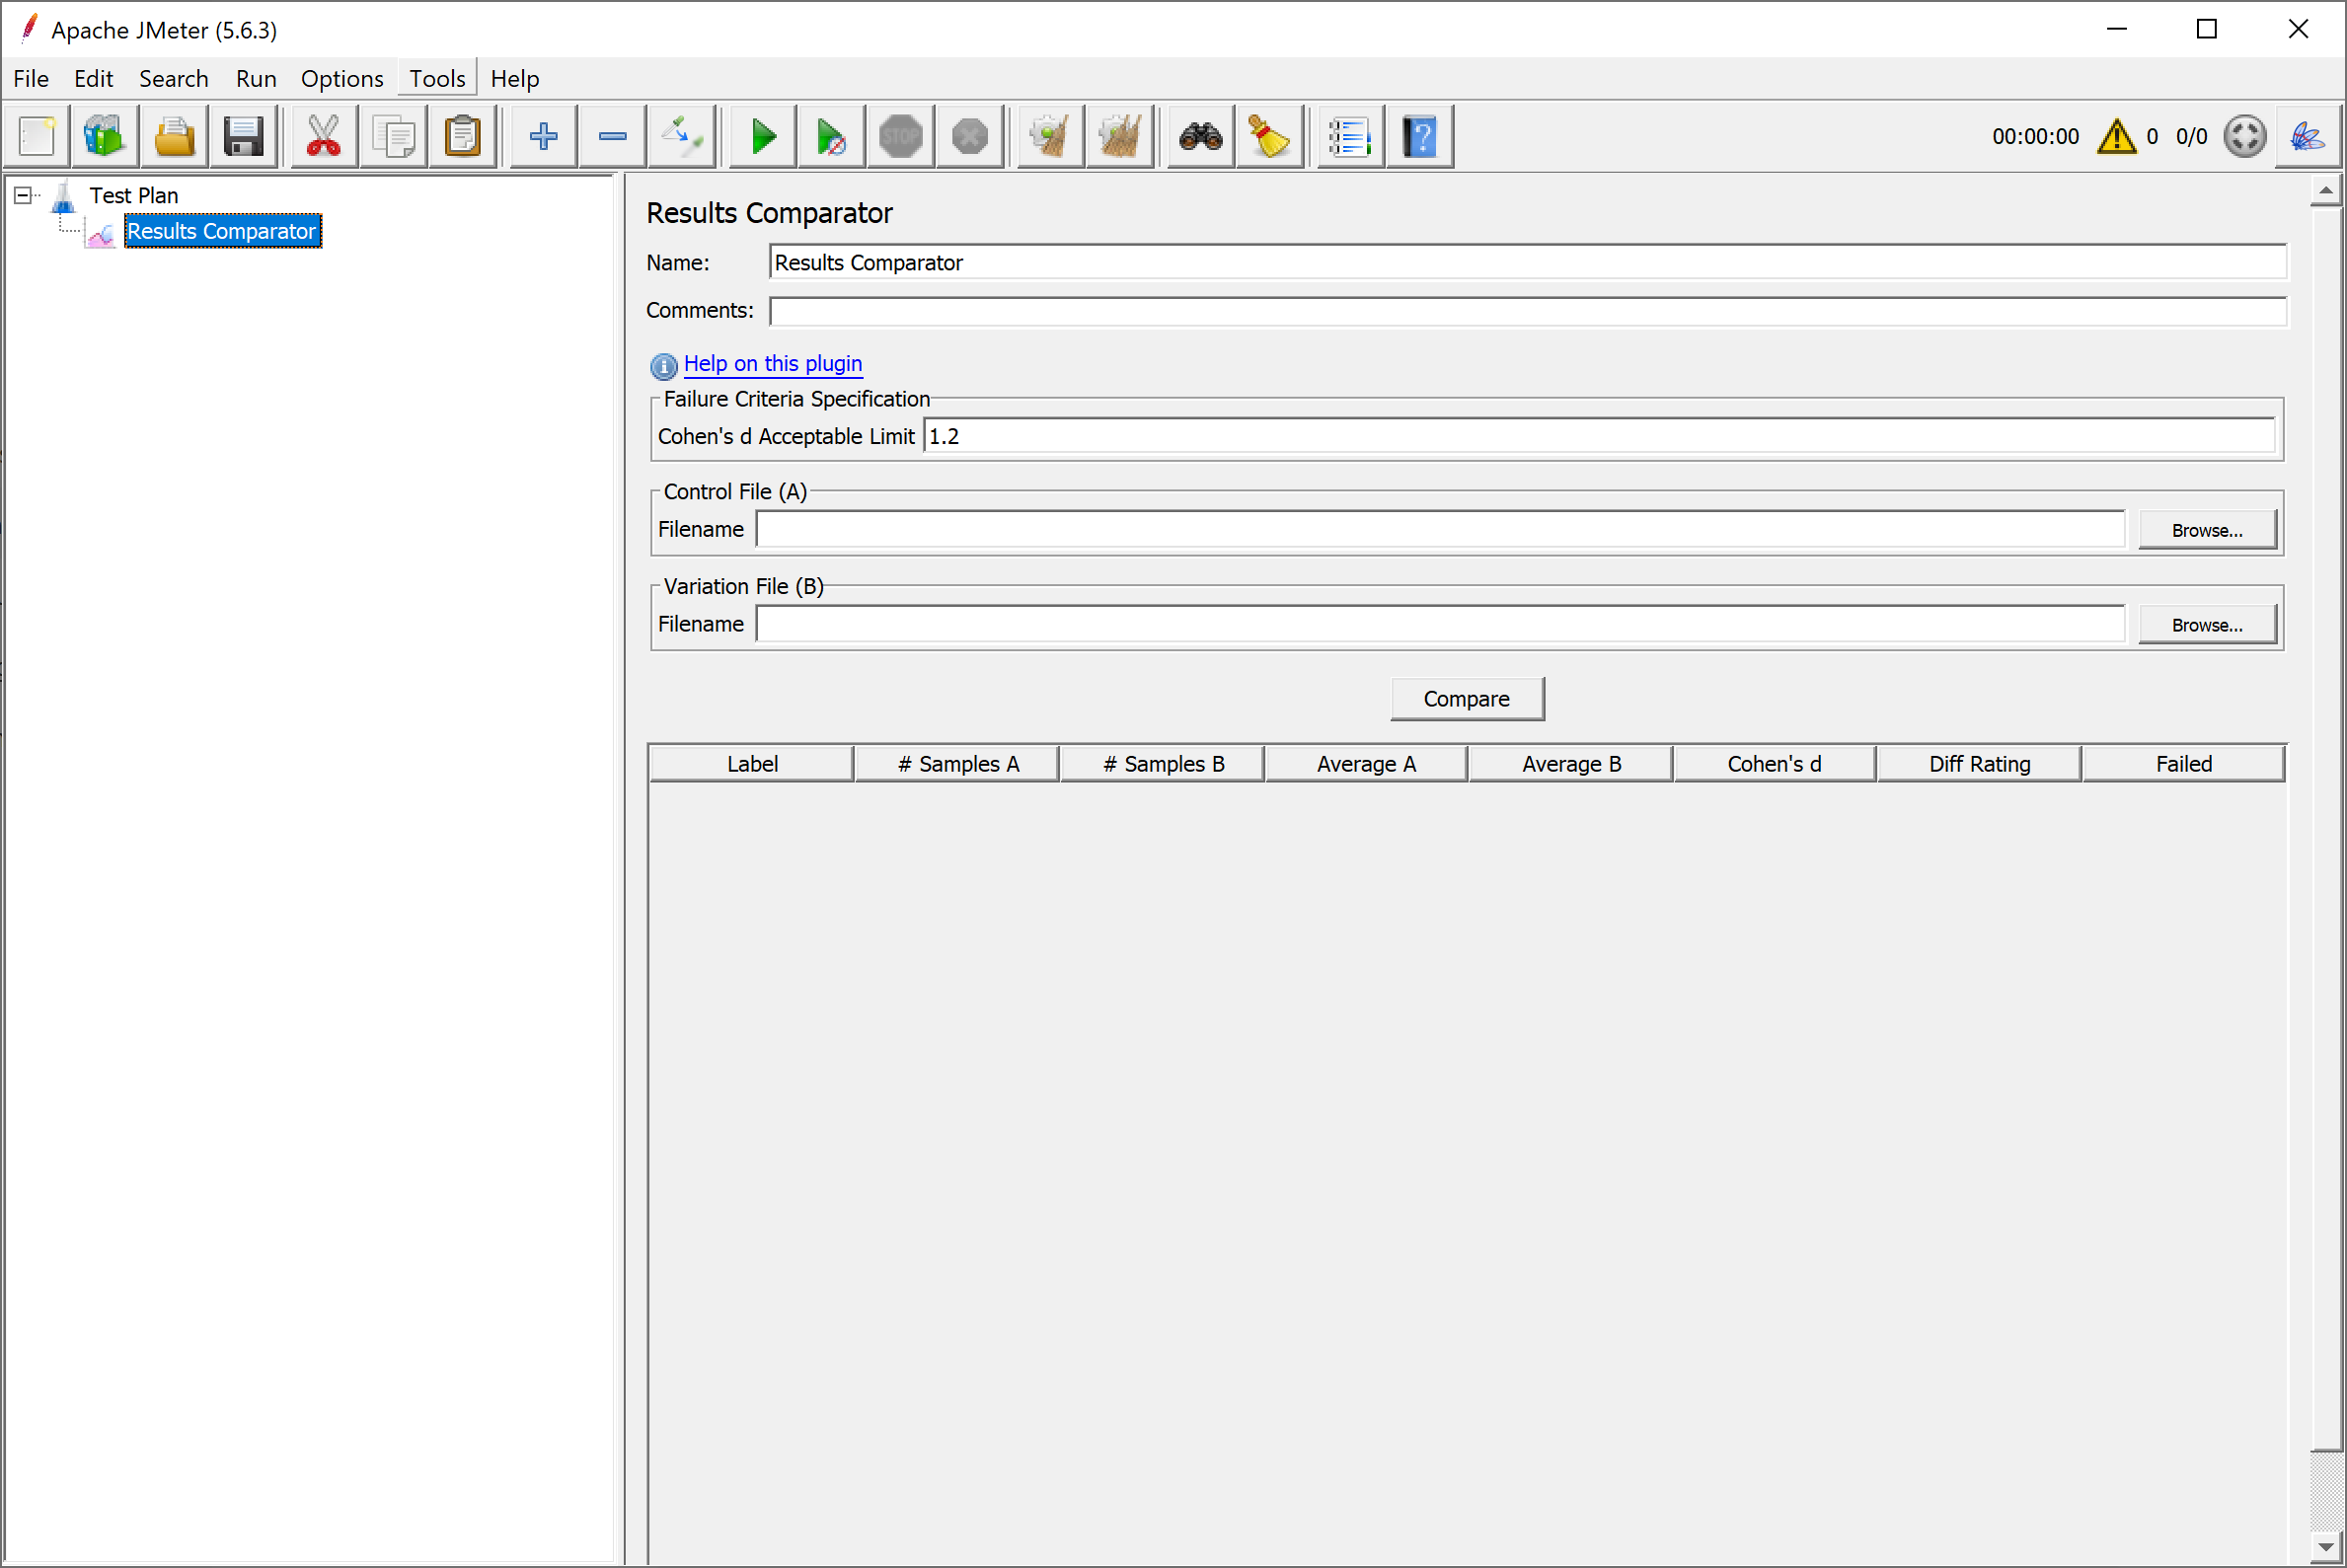 Apache JMeter (5.6.3)
File Edit Search Run Options Tools Help
STOP
00:00:00 0 0/0
Test Plan
Results Comparator
Results Comparator
Name: Results Comparator
Comments:
Help on this plugin
Failure Criteria Specification
Cohen's d Acceptable Limit 1.2
Control File (A)
Filename Browse...
Variation File (B)
Filename Browse...
Compare
Label # Samples A # Samples B Average A Average B Cohen's d Diff Rating Failed